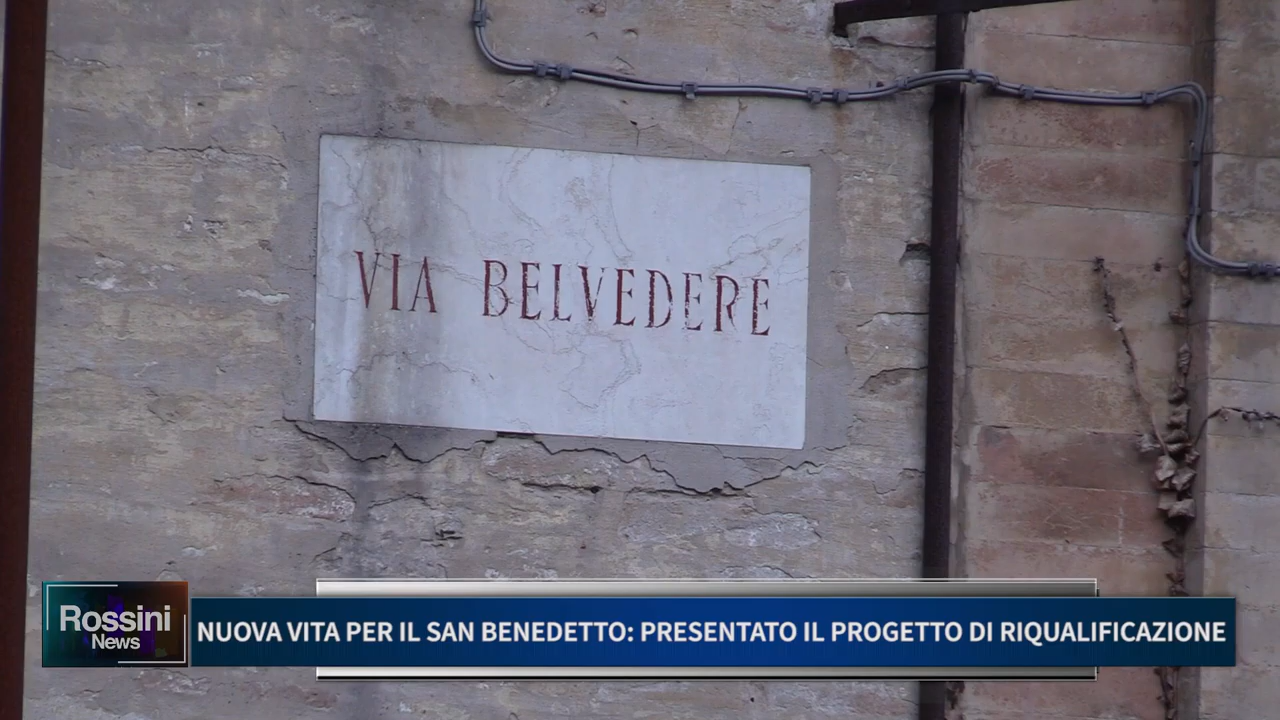 VIA BELVEDERE
Rossini
News
NUOVA VITA PER IL SAN BENEDETTO: PRESENTATO IL PROGETTO DI RIQUALIFICAZIONE